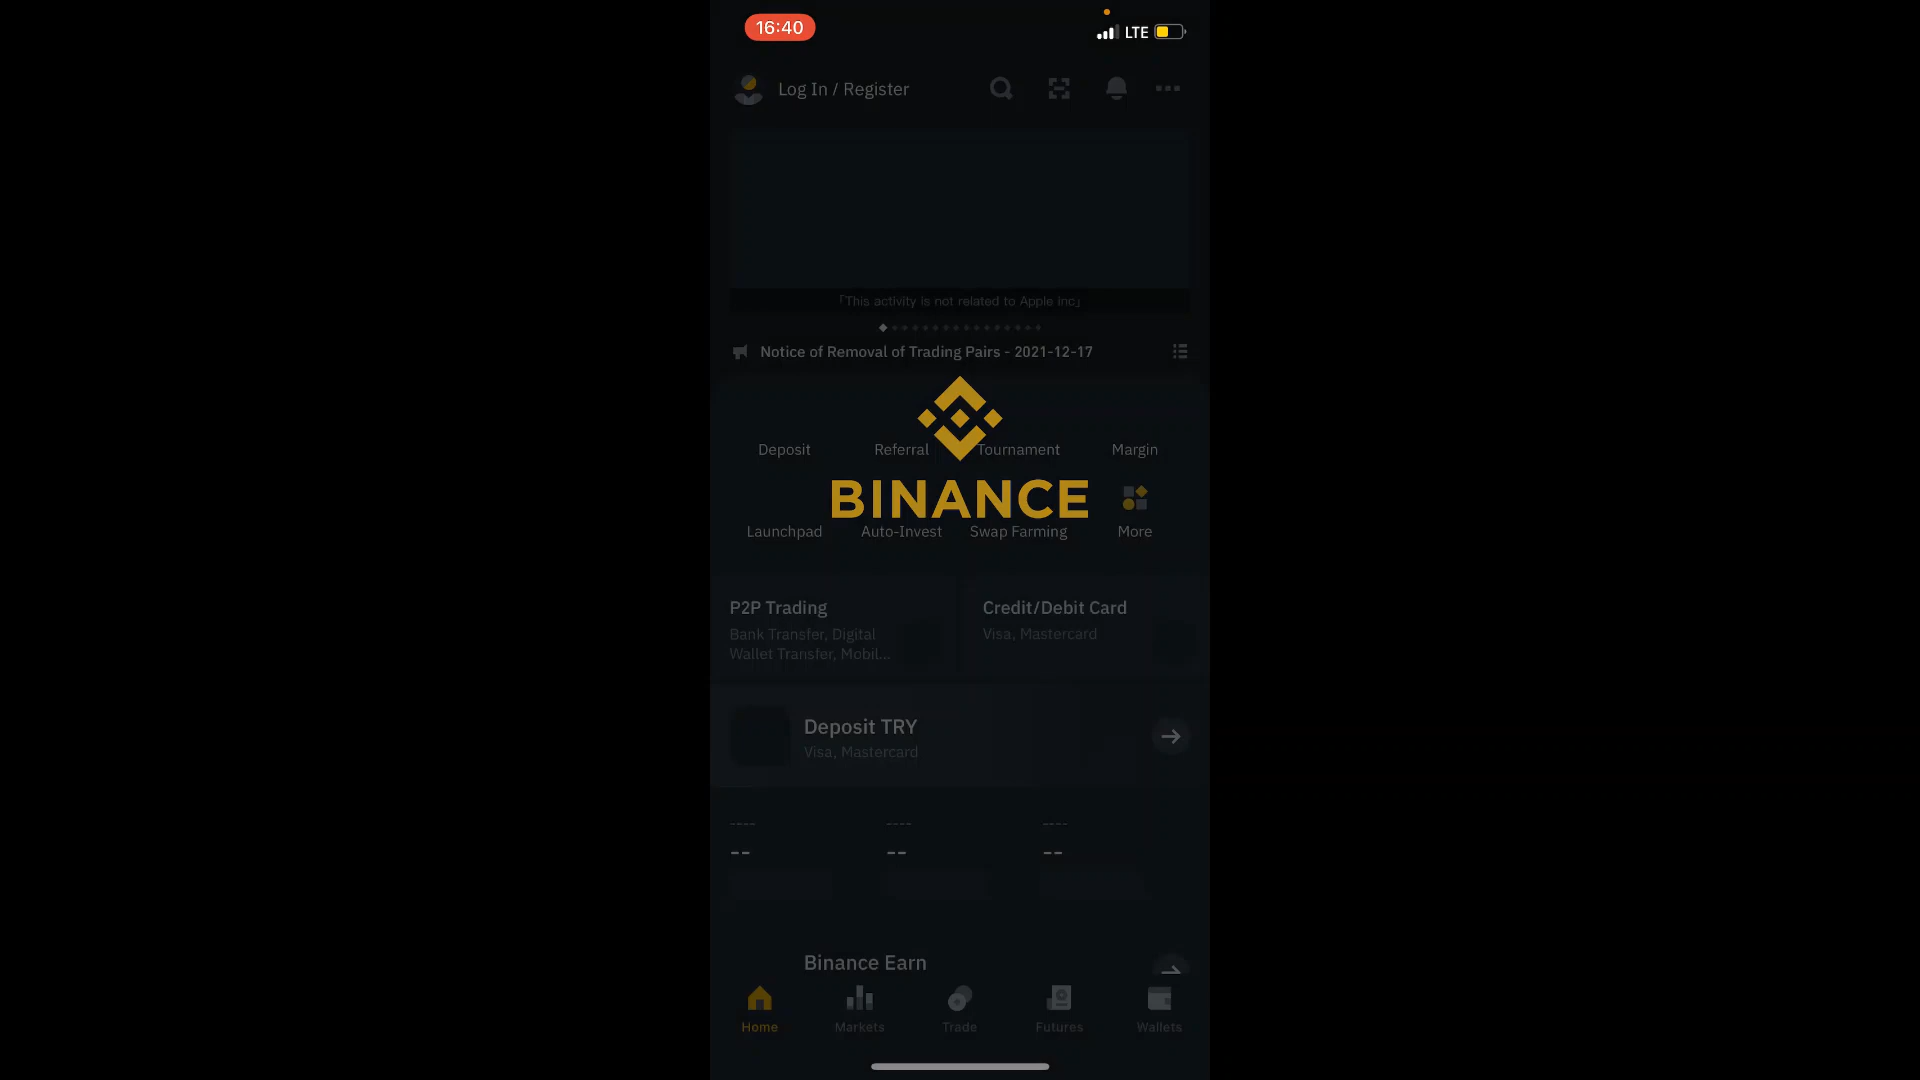 16:40
LTE
Log In / Register
「This activity is not related to Apple inc」
Notice of Removal of Trading Pairs - 2021-12-17
Deposit
Referral
Tournament
Margin
BINANCE
Launchpad
Auto-Invest
Swap Farming
More
P2P Trading
Bank Transfer, Digital
Wallet Transfer, Mobil...
Credit/Debit Card
Visa, Mastercard
Deposit TRY
Visa, Mastercard
----
----
----
--
--
--
Binance Earn
Home
Markets
Trade
Futures
Wallets